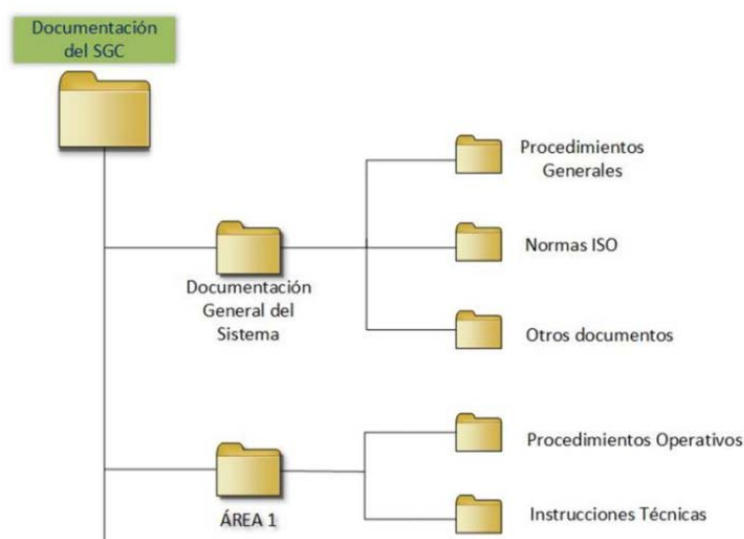 Documentación
del SGC
Procedimientos
Generales
Normas ISO
Documentación
General del
Sistema
Otros documentos
Procedimientos Operativos
ÁREA 1
Instrucciones Técnicas